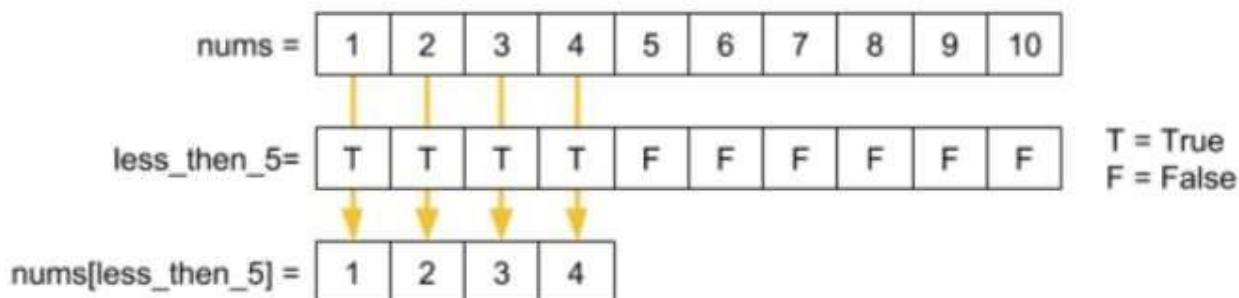 nums = 1 2 3 4 5 6 7 8 9 10
less_then_5= T T T T F F F F F F
T = True
F = False
nums[less_then_5] = 1 2 3 4